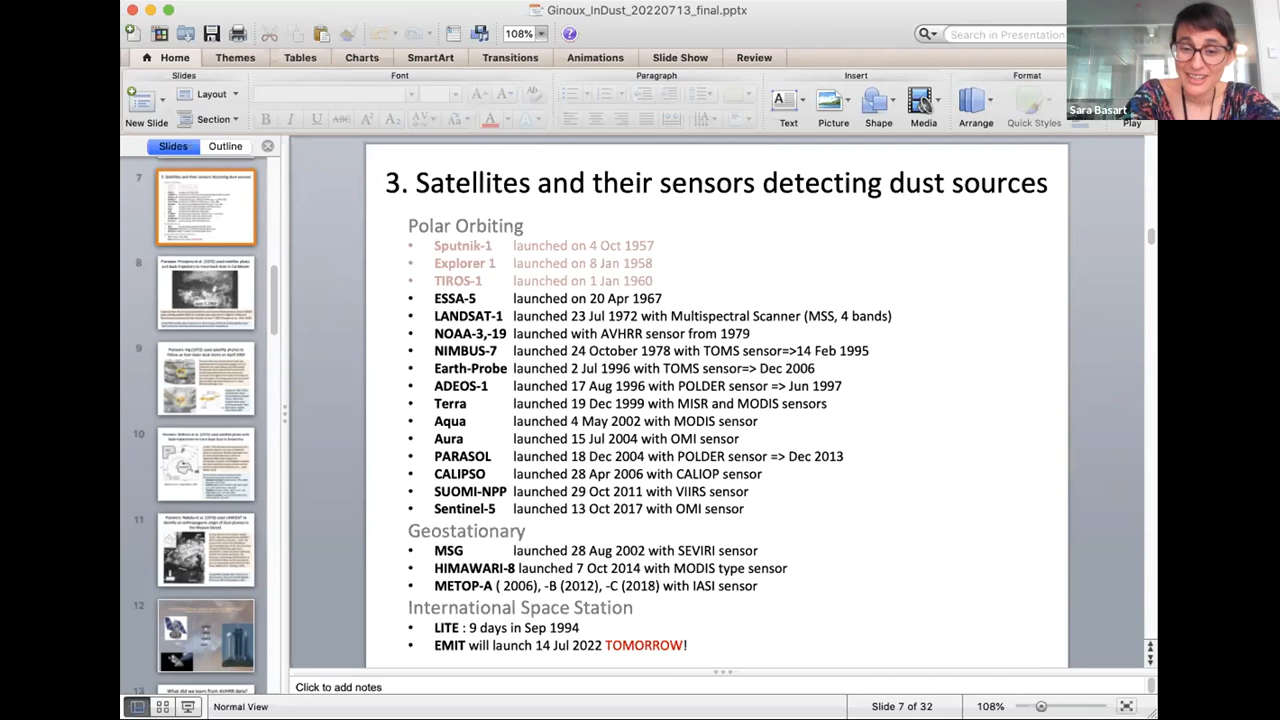 Ginoux_InDust_20220713_final.pptx
108%
Search in Presentation
Home Themes Tables Charts SmartArt Transitions Animations Slide Show Review
Slides Font Paragraph Insert Format
New Slide Layout Section Text Picture Shape Media Arrange Quick Styles Play
Sara Basart
Slides Outline
7
8
9
10
11
12
13
3. Satellites and their sensors detecting dust sources
Polar Orbiting
• Sputnik-1 launched on 4 Oct 1957
• Explorer 1 launched on 8 Jan 1958
• TIROS-1 launched on 1 Jan 1960
• ESSA-5 launched on 20 Apr 1967
• LANDSAT-1 launched 23 Jul 1972 with Multispectral Scanner (MSS, 4 bands)
• NOAA-3-19 launched with AVHRR sensor from 1979
• Nimbus-7 launched 24 October 1978 with TOMS sensor=>14 Feb 1995
• Earth Probe launched 2 Jul 1996 with TOMS sensor=> Dec 2006
• ADEOS-1 launched 17 Aug 1996 with POLDER sensor => Jun 1997
• Terra launched 18 Dec 1999 with MISR and MODIS sensors
• Aqua launched 4 May 2002 with MODIS sensor
• Aura launched 15 Jul 2004 with OMI sensor
• PARASOL launched 18 Dec 2004 with POLDER sensor => Dec 2013
• CALIPSO launched 28 Apr 2006 with CALIOP sensor
• SUOMI-NPP launched 28 Oct 2011 with VIIRS sensor
• Sentinel-5 launched 13 Oct 2017 with OMI sensor
Geostationary
• MSG launched 28 Aug 2002 with SEVIRI sensor
• HIMAWARI launched 7 Oct 2014 with MODIS type sensor
• METOP-A ( 2006), -B (2012), -C (2018) with IASI sensor
International Space Station
• LITE : 9 days in Sep 1994
• EMIT will launch 14 Jul 2022 TOMORROW!
Click to add notes
Normal View Slide 7 of 32 108%